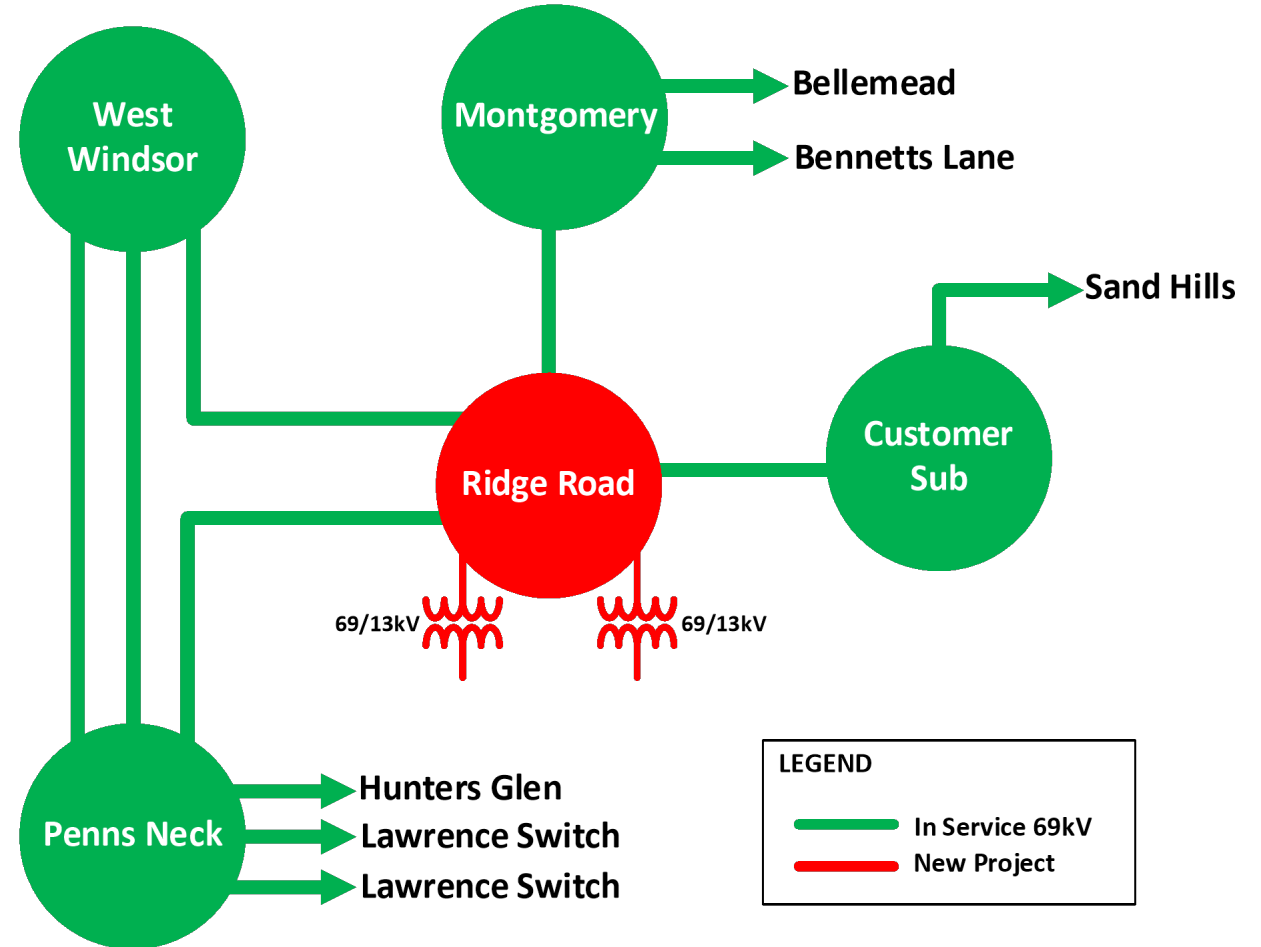 West
Windsor
Montgomery
Bellemead
Bennetts Lane
Sand Hills
Customer
Sub
Ridge Road
69/13kV
69/13kV
Penns Neck
Hunters Glen
Lawrence Switch
Lawrence Switch
LEGEND
In Service 69kV
New Project